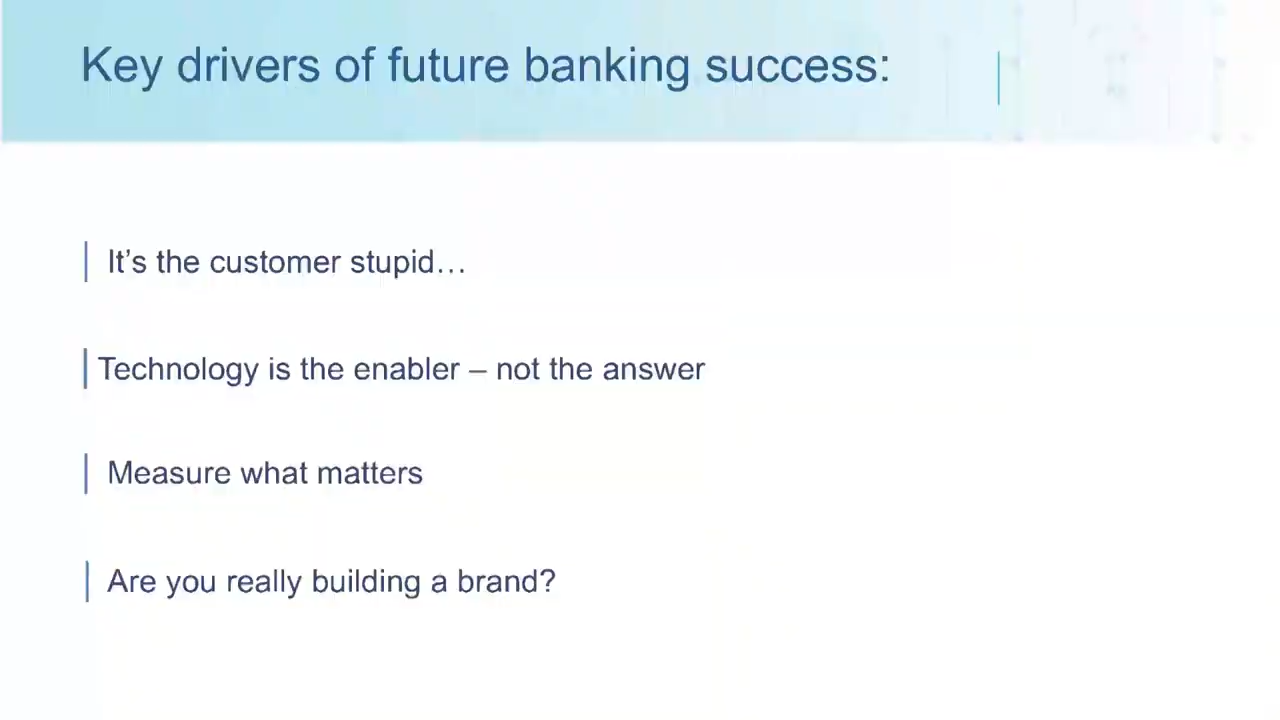 Key drivers of future banking success:
It’s the customer stupid…
Technology is the enabler – not the answer
Measure what matters
Are you really building a brand?